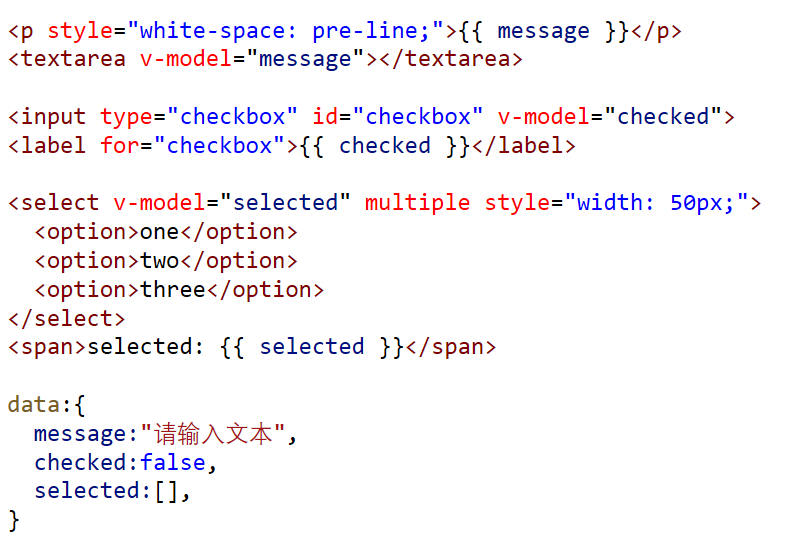 <p style="white-space: pre-line;">{{ message }}</p>
<textarea v-model="message"></textarea>
<input type="checkbox" id="checkbox" v-model="checked">
<label for="checkbox">{{ checked }}</label>
<select v-model="selected" multiple style="width: 50px;">
  <option>one</option>
  <option>two</option>
  <option>three</option>
</select>
<span>selected: {{ selected }}</span>
data:{
  message:"请输入文本",
  checked:false,
  selected:[],
}